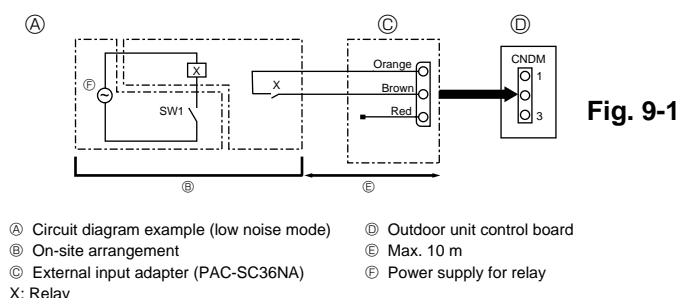 Ⓐ Ⓒ Ⓓ
CNDM
Orange 1
X X
Ⓕ Brown
SW1 Red 3
Fig. 9-1
Ⓑ Ⓔ
Ⓐ Circuit diagram example (low noise mode)
Ⓑ On-site arrangement
Ⓒ External input adapter (PAC-SC36NA)
X: Relay
Ⓓ Outdoor unit control board
Ⓔ Max. 10 m
Ⓕ Power supply for relay